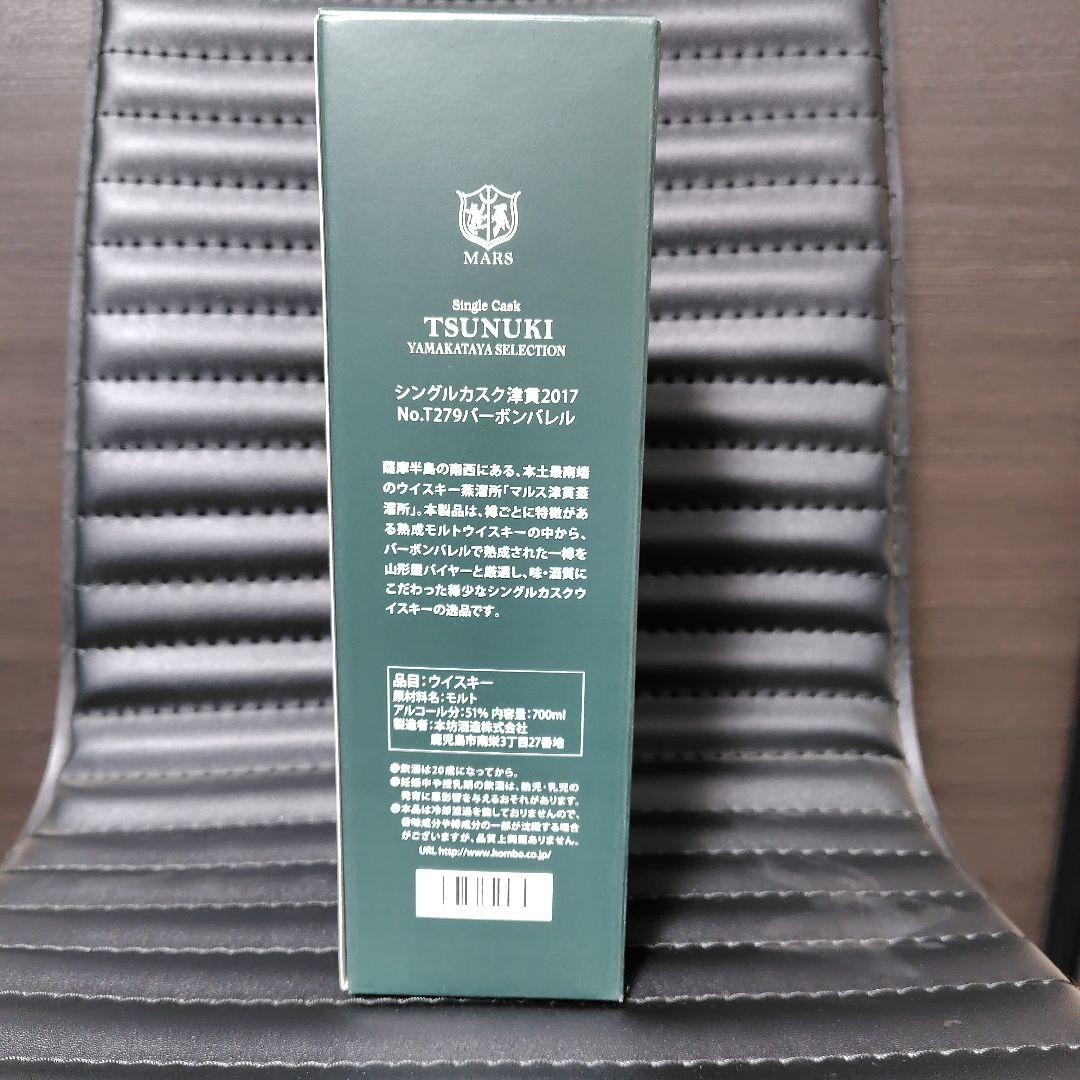 MARS
Single Cask
TSUNUKI
YAMAKATAYA SELECTION
シングルカスク津貫2017
No.T279バーボンバレル
薩摩半島の南西にある、本土最南端
のウイスキー蒸溜所「マルス津貫蒸
溜所」。本製品は、樽ごとに特徴があ
る熟成モルトウイスキーの中から、
バーボンバレルで熟成された一樽を
山形屋バイヤーと厳選し、味・酒質に
こだわった稀少なシングルカスクウ
イスキーの逸品です。
品目：ウイスキー
原材料名：モルト
アルコール分：51% 内容量：700ml
製造者：本坊酒造株式会社
鹿児島市南栄3丁目27番地
●飲酒は20歳になってから。
●妊娠中や授乳期の飲酒は、胎児・乳児の
発育に悪影響を与えるおそれがあります。
●本品は冷却濾過を施しておりませんので、
香味成分や樽成分の一部が沈殿する場合
がございますが、品質上問題ありません。
URL http://www.hombo.co.jp/